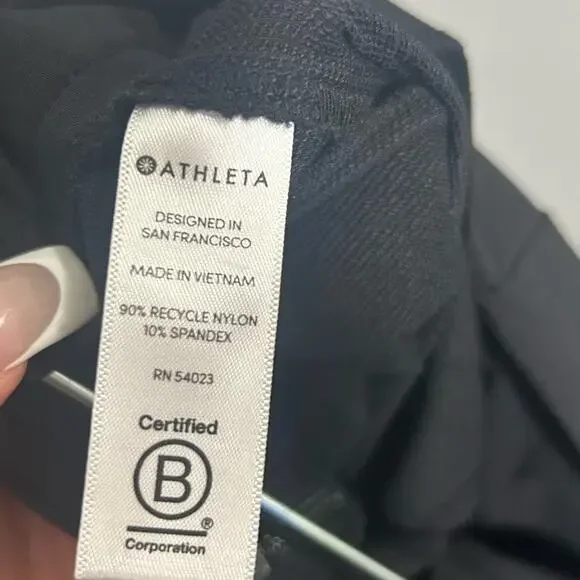 ATHLETA
DESIGNED IN
SAN FRANCISCO
MADE IN VIETNAM
90% RECYCLE NYLON
10% SPANDEX
RN 54023
Certified
B
®
Corporation